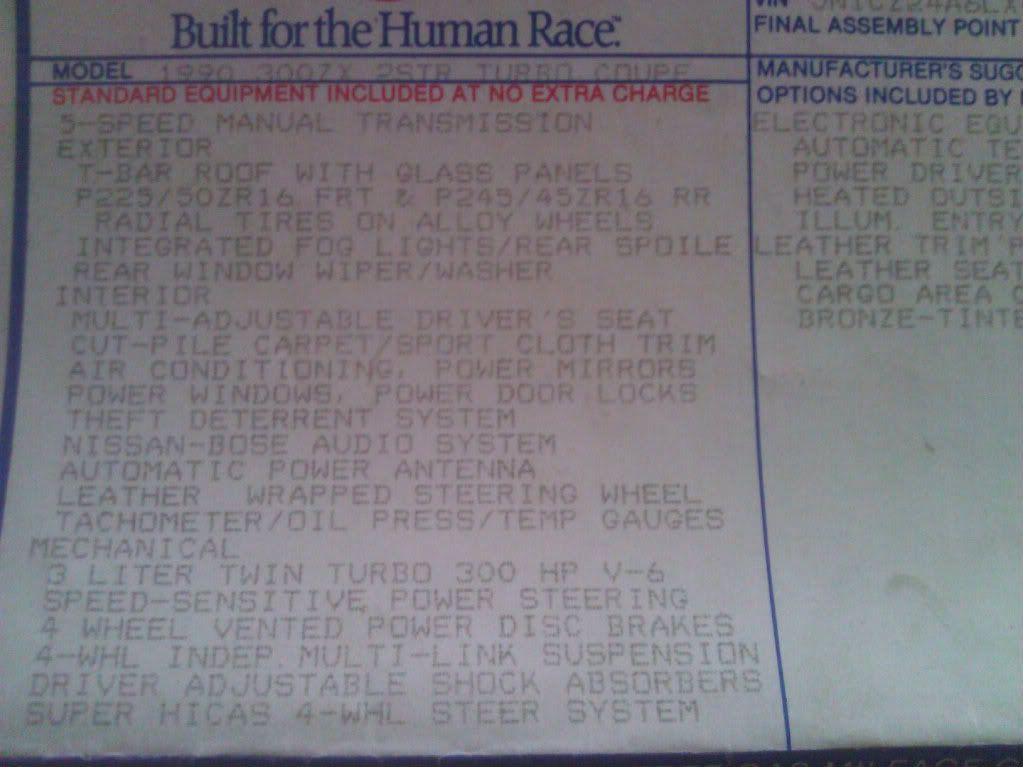 Built for the Human Race.™
MODEL 1990 300ZX 2STR TURBO COUPE
STANDARD EQUIPMENT INCLUDED AT NO EXTRA CHARGE
5-SPEED MANUAL TRANSMISSION
EXTERIOR
T-BAR ROOF WITH GLASS PANELS
P225/50ZR16 FRT & P245/45ZR16 RR
RADIAL TIRES ON ALLOY WHEELS
INTEGRATED FOG LIGHTS/REAR SPOILE
REAR WINDOW WIPER/WASHER
INTERIOR
MULTI-ADJUSTABLE DRIVER'S SEAT
CUT-PILE CARPET/SPORT CLOTH TRIM
AIR CONDITIONING, POWER MIRRORS
POWER WINDOWS, POWER DOOR LOCKS
THEFT DETERRENT SYSTEM
NISSAN-BOSE AUDIO SYSTEM
AUTOMATIC POWER ANTENNA
LEATHER WRAPPED STEERING WHEEL
TACHOMETER/OIL PRESS/TEMP GAUGES
MECHANICAL
3 LITER TWIN TURBO 300 HP V-6
SPEED-SENSITIVE POWER STEERING
4 WHEEL VENTED POWER DISC BRAKES
4-WHL INDEP. MULTI-LINK SUSPENSION
DRIVER ADJUSTABLE SHOCK ABSORBERS
SUPER HICAS 4-WHL STEER SYSTEM
VIN
FINAL ASSEMBLY POINT
MANUFACTURER'S SUGG
OPTIONS INCLUDED BY
ELECTRONIC EQU
AUTOMATIC TE
POWER DRIVER
HEATED OUTSI
ILLUM. ENTRY
LEATHER TRIM P
LEATHER SEAT
CARGO AREA C
BRONZE-TINTE